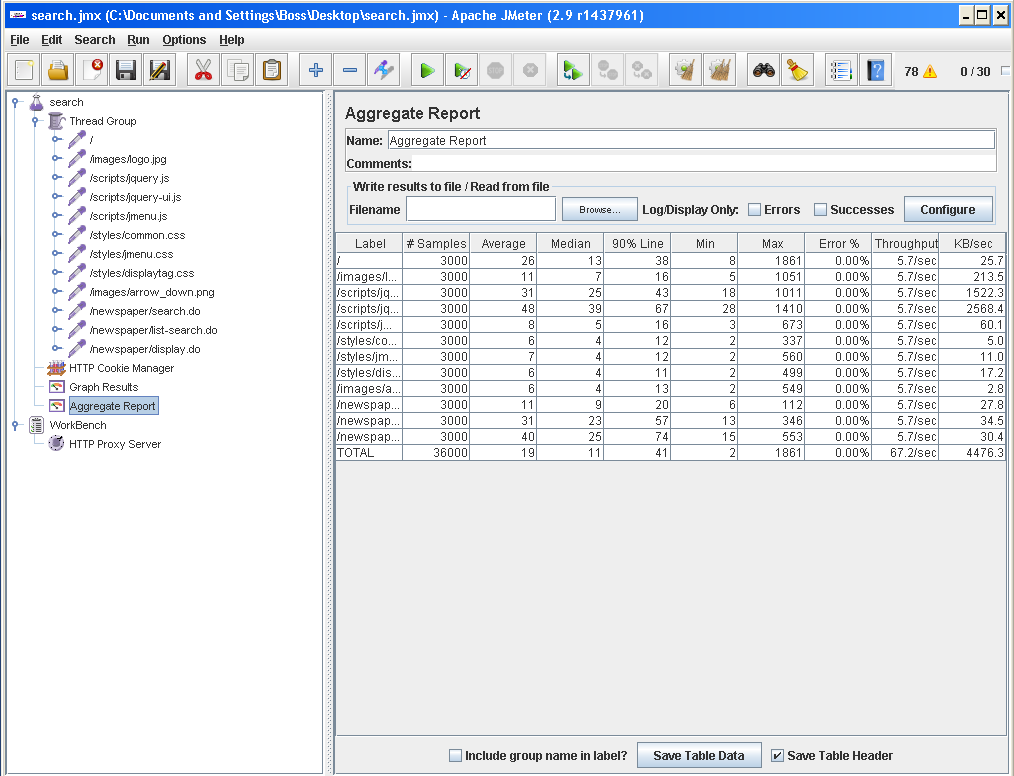 search.jmx (C:\Documents and Settings\Boss\Desktop\search.jmx) - Apache JMeter (2.9 r1437961)
File Edit Search Run Options Help
78 0 / 30
search
Thread Group
/
/images/logo.jpg
/scripts/jquery.js
/scripts/jquery-ui.js
/scripts/jmenu.js
/styles/common.css
/styles/jmenu.css
/styles/displaytag.css
/images/arrow_down.png
/newspaper/search.do
/newspaper/list-search.do
/newspaper/display.do
HTTP Cookie Manager
Graph Results
Aggregate Report
WorkBench
HTTP Proxy Server
Aggregate Report
Name: Aggregate Report
Comments:
Write results to file / Read from file
Filename Browse... Log/Display Only: Errors Successes Configure
Label # Samples Average Median 90% Line Min Max Error % Throughput KB/sec
/ 3000 26 13 38 8 1861 0.00% 5.7/sec 25.7
/images/l... 3000 11 7 16 5 1051 0.00% 5.7/sec 213.5
/scripts/jq... 3000 31 25 43 18 1011 0.00% 5.7/sec 1522.3
/scripts/jq... 3000 48 39 67 28 1410 0.00% 5.7/sec 2568.4
/scripts/j... 3000 8 5 16 3 673 0.00% 5.7/sec 60.1
/styles/co... 3000 6 4 12 2 337 0.00% 5.7/sec 5.0
/styles/jm... 3000 7 4 12 2 560 0.00% 5.7/sec 11.0
/styles/dis... 3000 6 4 11 2 499 0.00% 5.7/sec 17.2
/images/a... 3000 6 4 13 2 549 0.00% 5.7/sec 2.8
/newspap... 3000 11 9 20 6 112 0.00% 5.7/sec 27.8
/newspap... 3000 31 23 57 13 346 0.00% 5.7/sec 34.5
/newspap... 3000 40 25 74 15 553 0.00% 5.7/sec 30.4
TOTAL 36000 19 11 41 2 1861 0.00% 67.2/sec 4476.3
Include group name in label? Save Table Data Save Table Header